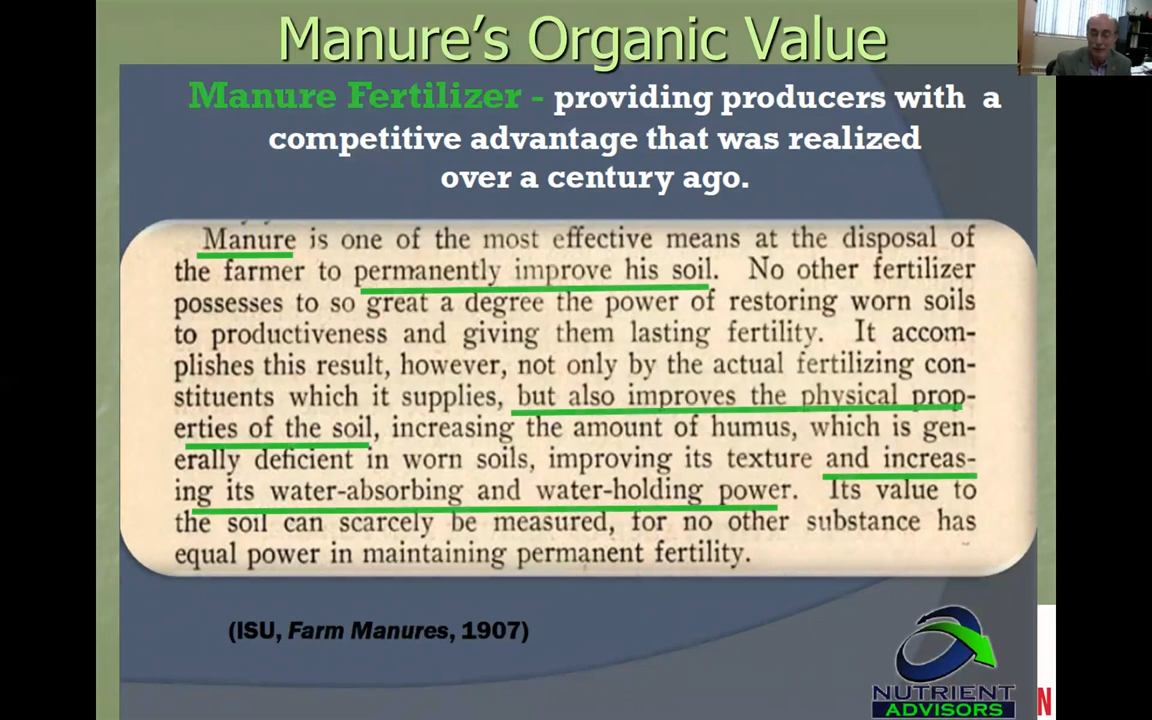 Manure's Organic Value
Manure Fertilizer - providing producers with a
competitive advantage that was realized
over a century ago.
Manure is one of the most effective means at the disposal of
the farmer to permanently improve his soil. No other fertilizer
possesses to so great a degree the power of restoring worn soils
to productiveness and giving them lasting fertility. It accom-
plishes this result, however, not only by the actual fertilizing con-
stituents which it supplies, but also improves the physical prop-
erties of the soil, increasing the amount of humus, which is gen-
erally deficient in worn soils, improving its texture and increas-
ing its water-absorbing and water-holding power. Its value to
the soil can scarcely be measured, for no other substance has
equal power in maintaining permanent fertility.
(ISU, Farm Manures, 1907)
NUTRIENT
ADVISORS
N